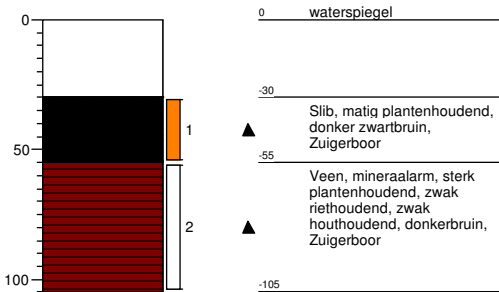 0
50
100
1
2
0 waterspiegel
-30
Slib, matig plantenhoudend,
donker zwartbruin,
Zuigerboor
-55
Veen, mineraalarm, sterk
plantenhoudend, zwak
riethoudend, zwak
houthoudend, donkerbruin,
Zuigerboor
-105